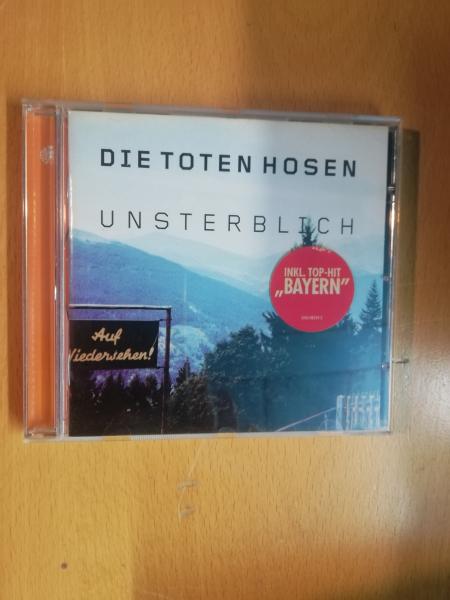 DIE TOTEN HOSEN
UNSTERBLICH
INKL. TOP-HIT
„BAYERN”
Auf
Wiedersehen!